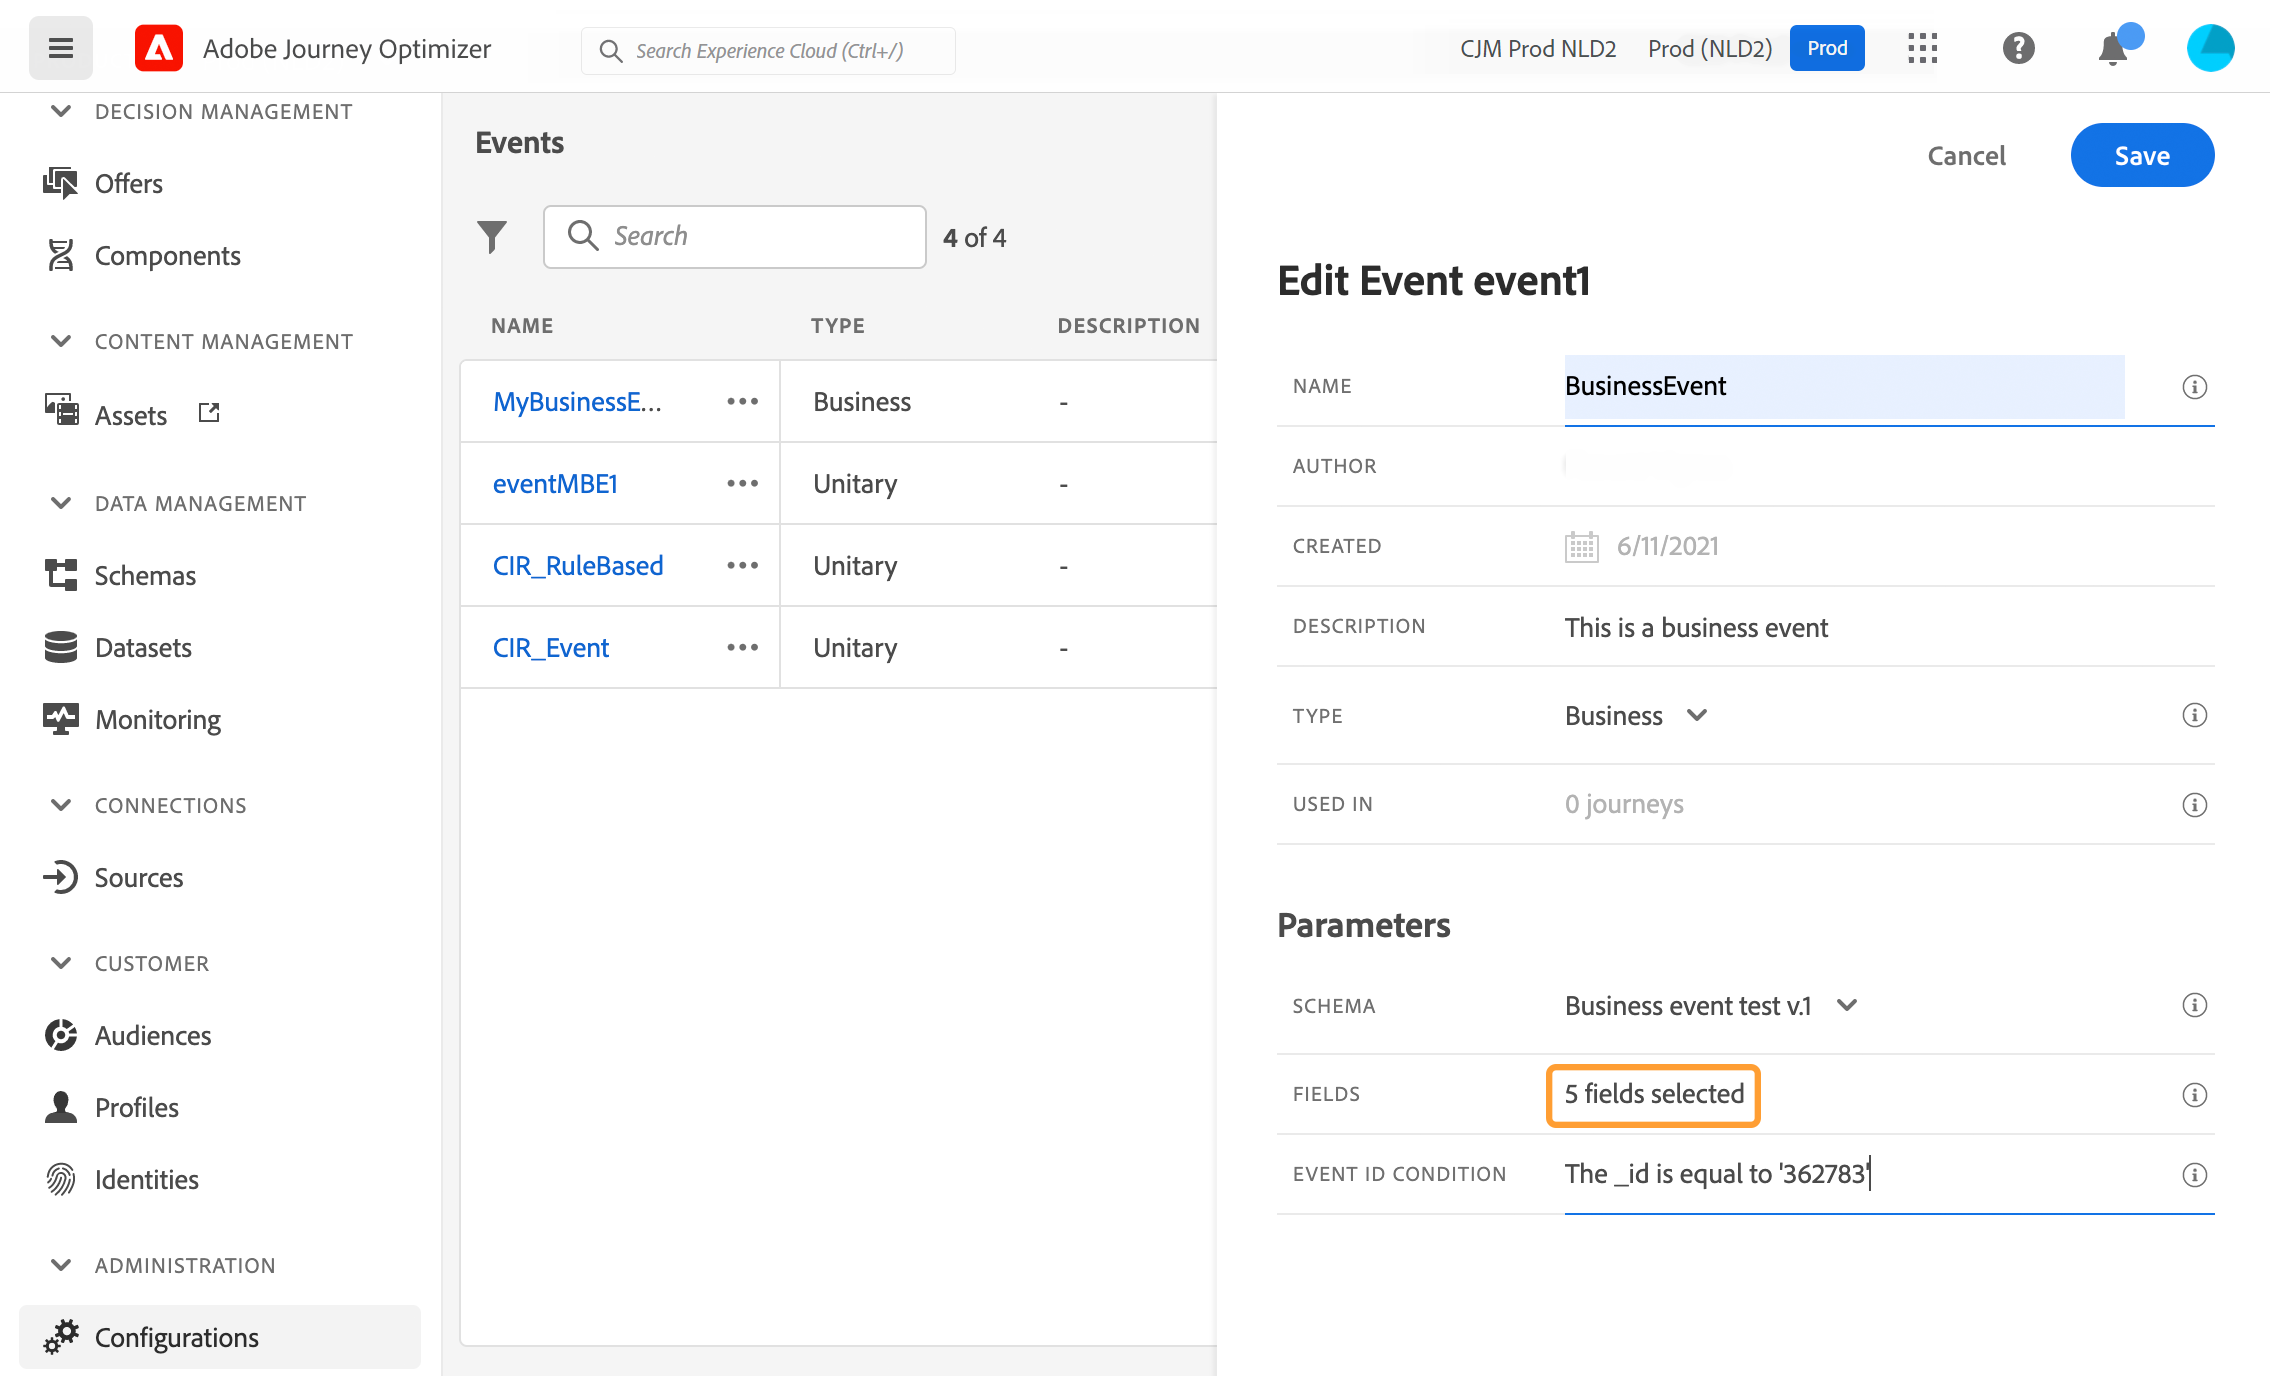 Adobe Journey Optimizer
Search Experience Cloud (Ctrl+/)
CJM Prod NLD2
Prod (NLD2)
Prod
DECISION MANAGEMENT
Offers
Components
CONTENT MANAGEMENT
Assets
DATA MANAGEMENT
Schemas
Datasets
Monitoring
CONNECTIONS
Sources
CUSTOMER
Audiences
Profiles
Identities
ADMINISTRATION
Configurations
Events
Search
4 of 4
NAME TYPE DESCRIPTION
MyBusinessE... Business -
eventMBE1 Unitary -
CIR_RuleBased Unitary -
CIR_Event Unitary -
Cancel
Save
Edit Event event1
NAME BusinessEvent
AUTHOR
CREATED 6/11/2021
DESCRIPTION This is a business event
TYPE Business
USED IN 0 journeys
Parameters
SCHEMA Business event test v.1
FIELDS 5 fields selected
EVENT ID CONDITION The _id is equal to '362783'